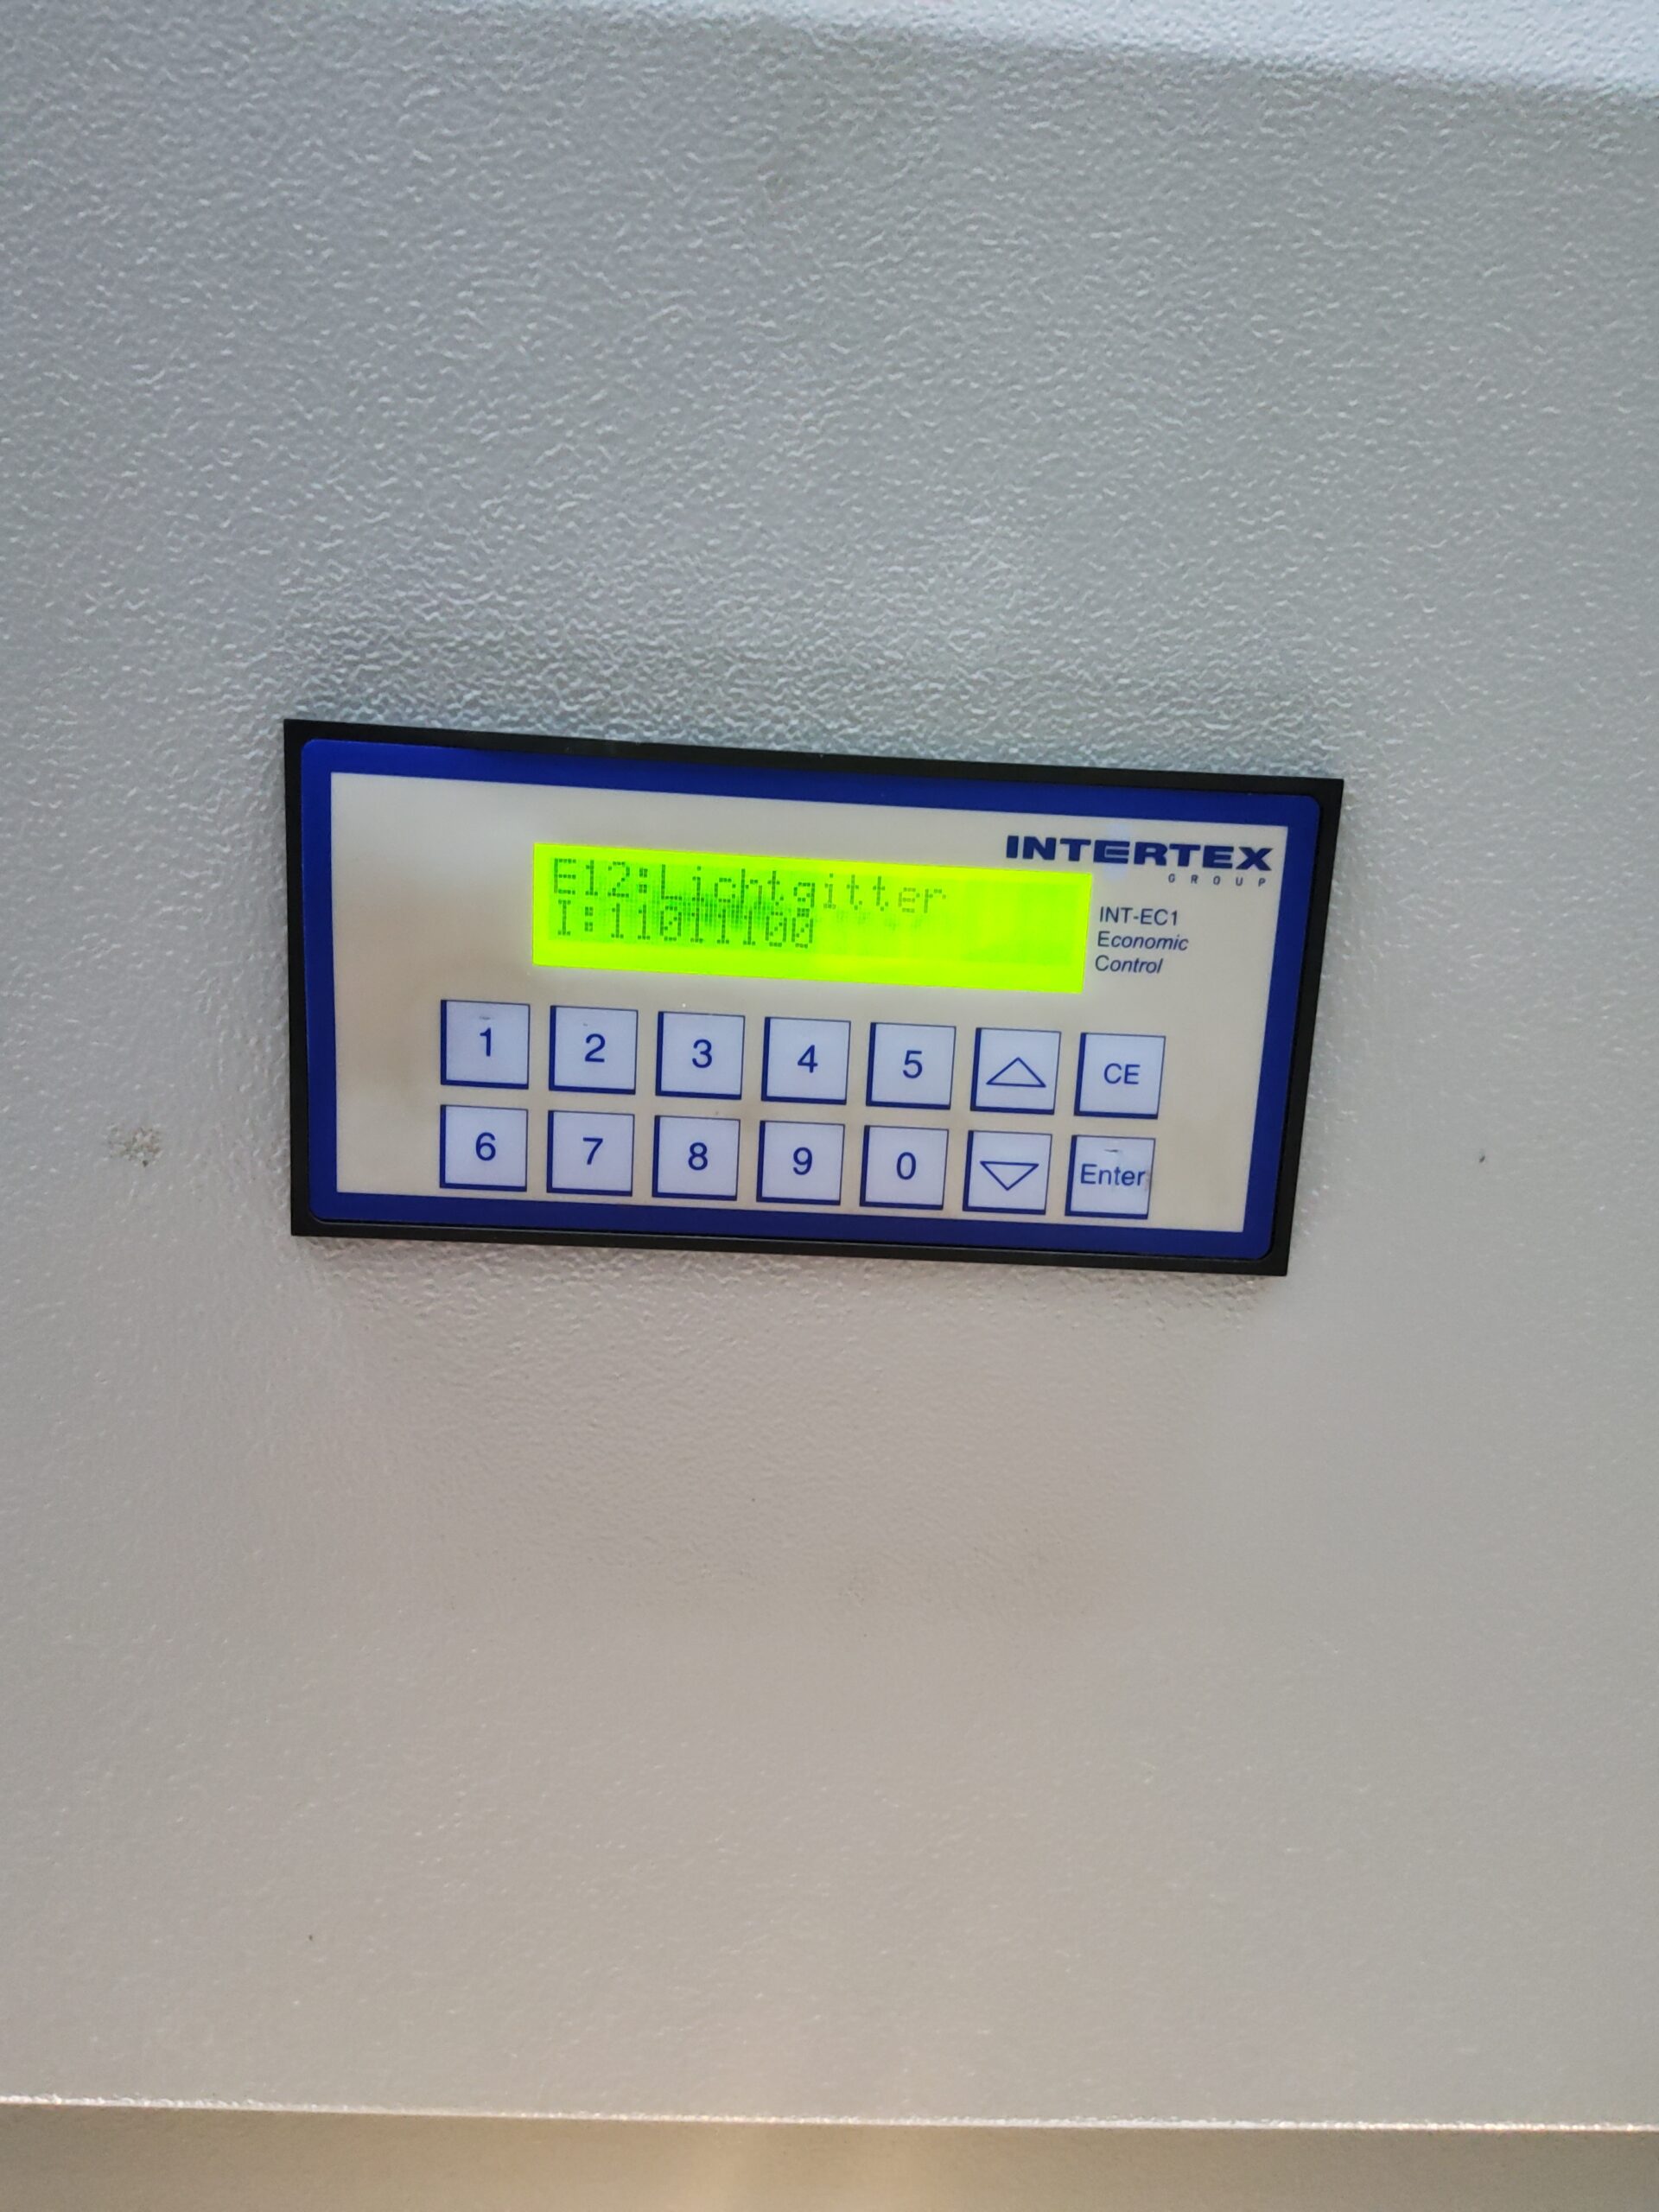 INTERTEX
GROUP
E12:Lichtgitter
I:11011100
INT-EC1
Economic
Control
1 2 3 4 5 CE
6 7 8 9 0 Enter